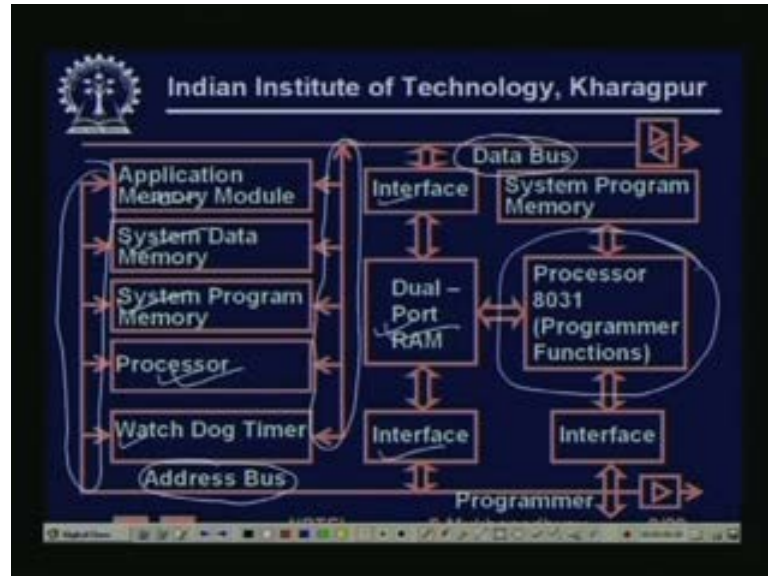 Indian Institute of Technology, Kharagpur
Application
Memory Module
System Data
Memory
System Program
Memory
Processor
Watch Dog Timer
Address Bus
Data Bus
Interface
Dual –
Port
RAM
Interface
System Program
Memory
Processor
8031
(Programmer
Functions)
Interface
Programmer